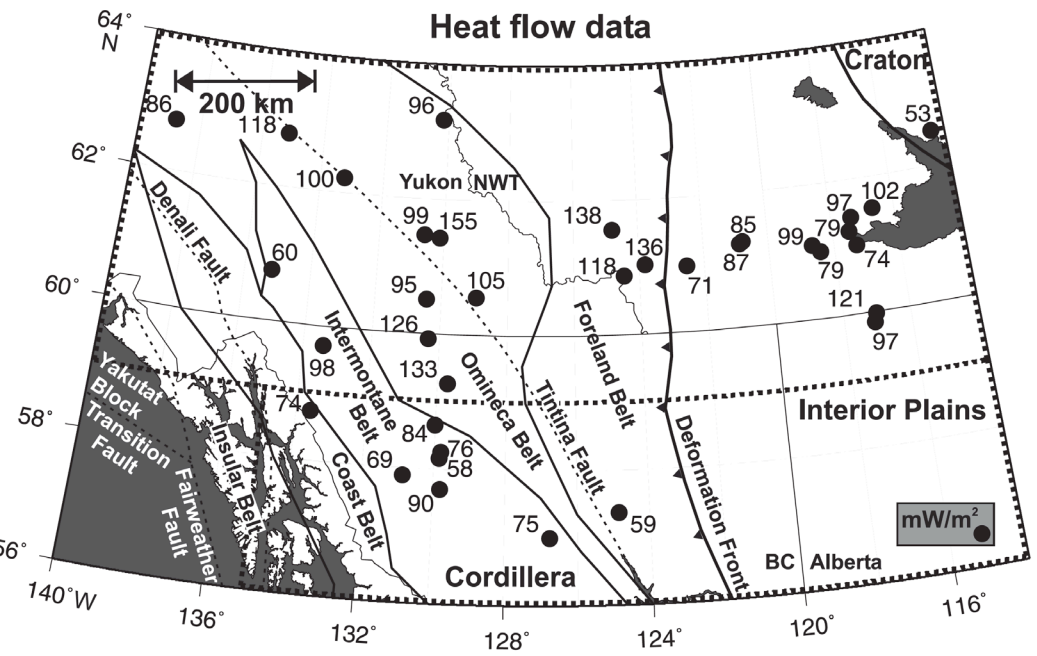 Heat flow data
64°
N
Craton
200 km
86
118
96
53
62°
100
Yukon NWT
Denali Fault
99
155
138
102
97
79
99
79
74
85
87
136
118
71
60
95
105
60°
126
121
97
98
133
Intermontane
Belt
Omineca Belt
Foreland Belt
Tintina Fault
Yakutat
Block
Transition
Fault
58°
74
84
76
58
69
90
Interior Plains
Insular Belt
Coast Belt
Fairweather
Fault
75
59
Deformation Front
mW/m²
BC Alberta
Cordillera
56°
140°W
136°
132°
128°
124°
120°
116°